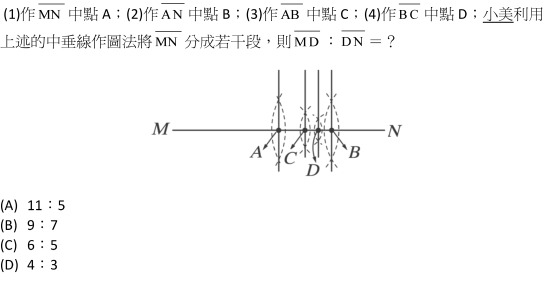 (1)作 MN 中點 A；(2)作 AN 中點 B；(3)作 AB 中點 C；(4)作 BC 中點 D；小美利用
上述的中垂線作圖法將 MN 分成若干段，則 MD ： DN =？
M N
A C D B
(A) 11：5
(B) 9：7
(C) 6：5
(D) 4：3